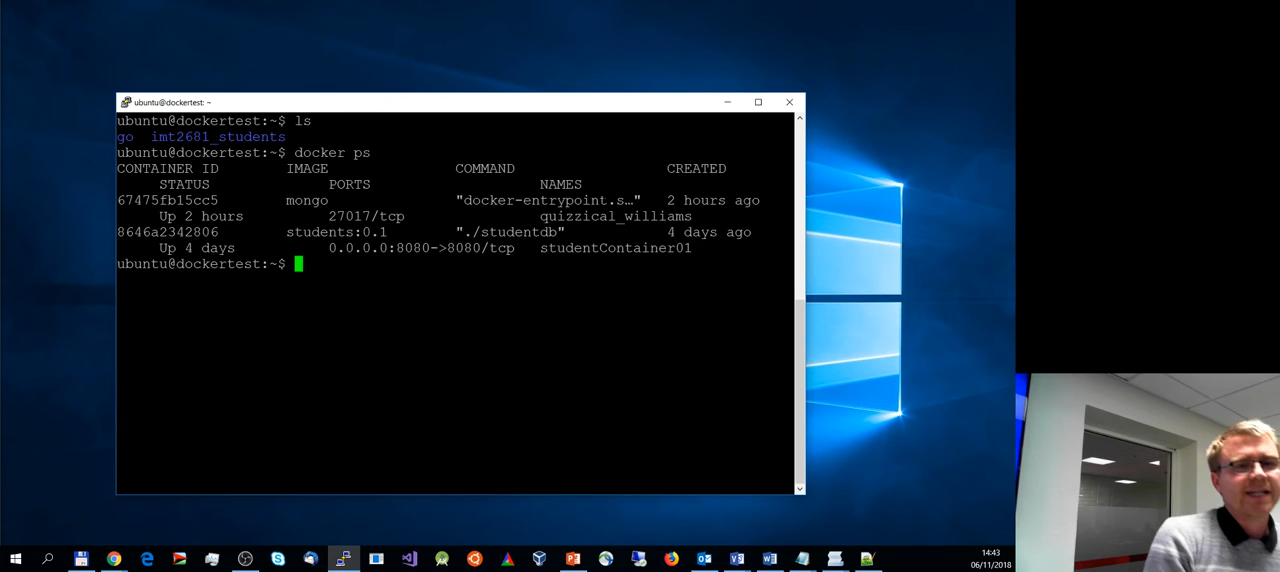 ubuntu@dockertest: ~
ubuntu@dockertest:~$ ls
go  imt2681_students
ubuntu@dockertest:~$ docker ps
CONTAINER ID        IMAGE               COMMAND                  CREATED
     STATUS              PORTS                    NAMES
67475fb15cc5        mongo               "docker-entrypoint.s…"   2 hours ago
     Up 2 hours          27017/tcp                quizzical_williams
8646a2342806        students:0.1        "./studentdb"            4 days ago
     Up 4 days           0.0.0.0:8080->8080/tcp   studentContainer01
ubuntu@dockertest:~$
14:43
06/11/2018